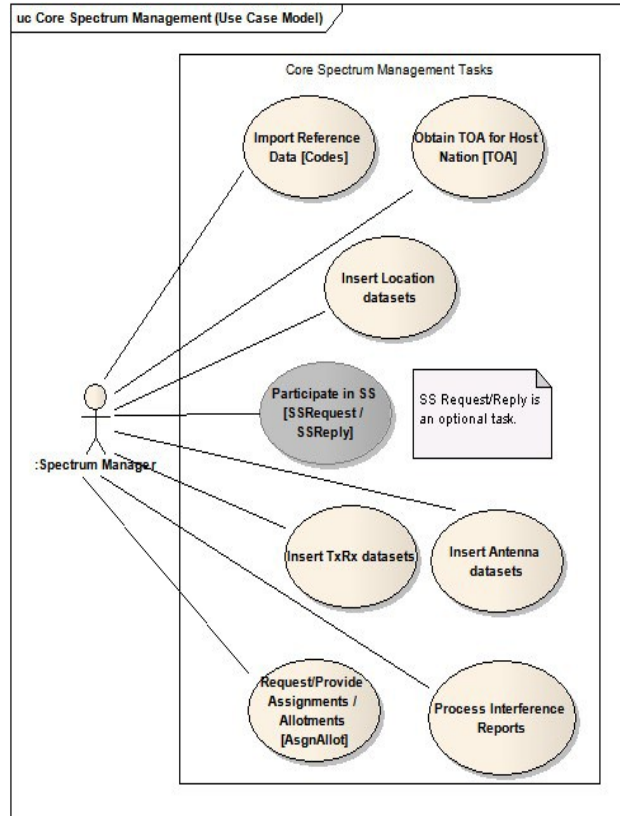 uc Core Spectrum Management (Use Case Model)
Core Spectrum Management Tasks
Import Reference
Data [Codes]
Obtain TOA for Host
Nation [TOA]
Insert Location
datasets
Participate in SS
[SSRequest /
SSReply]
SS Request/Reply is
an optional task.
:Spectrum Manager
Insert TxRx datasets
Insert Antenna
datasets
Request/Provide
Assignments /
Allotments
[AsgnAllot]
Process Interference
Reports